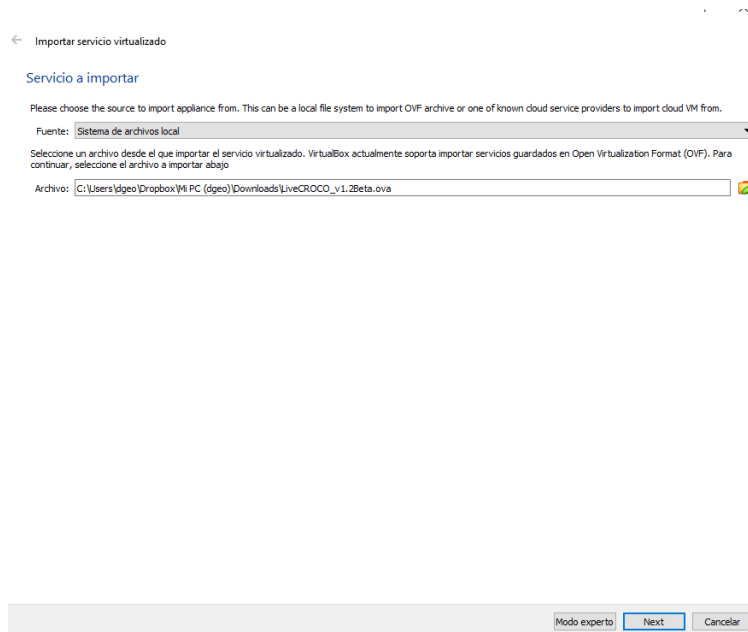 Importar servicio virtualizado
Servicio a importar
Please choose the source to import appliance from. This can be a local file system to import OVF archive or one of known cloud service providers to import cloud VM from.
Fuente: Sistema de archivos local
Seleccione un archivo desde el que importar el servicio virtualizado. VirtualBox actualmente soporta importar servicios guardados en Open Virtualization Format (OVF). Para
continuar, seleccione el archivo a importar abajo
Archivo: C:\Users\dgeo\Dropbox\Mi PC (dgeo)\Downloads\LiveCROCO_v1.2Beta.ova
Modo experto Next Cancelar